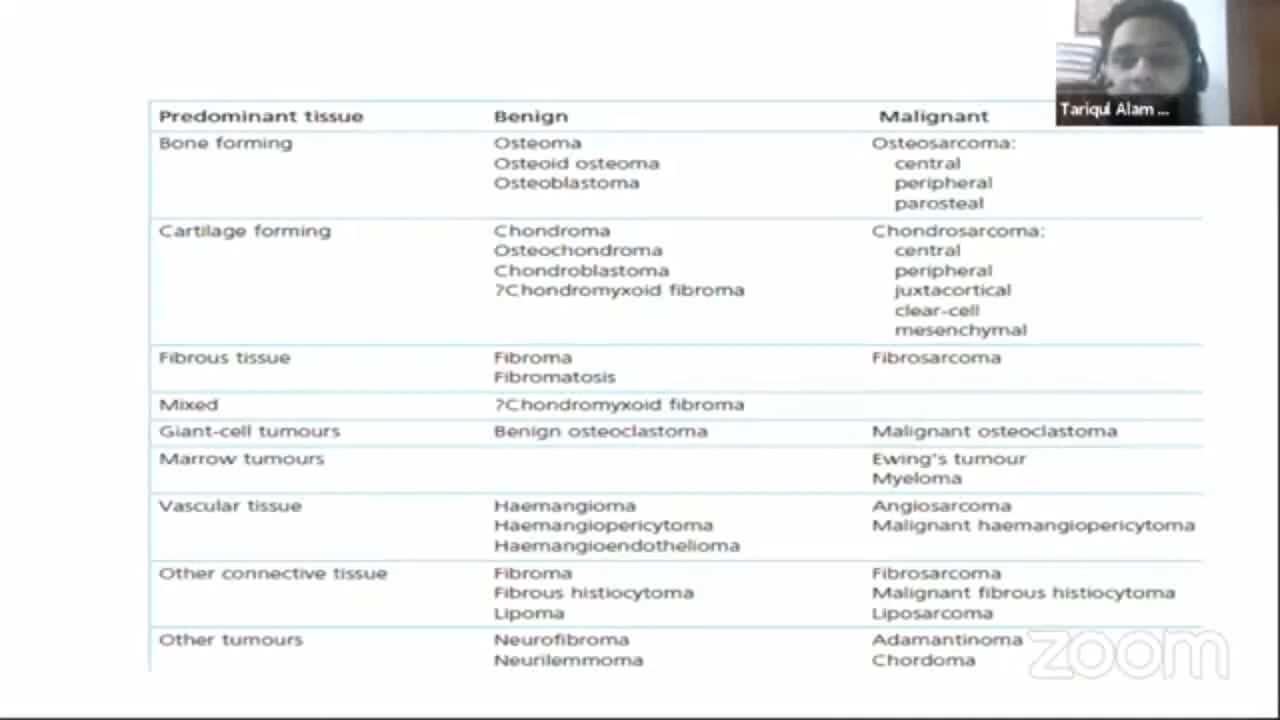 Tariqul Alam ...
Predominant tissue Benign Malignant
Bone forming Osteoma Osteosarcoma:
Osteoid osteoma central
Osteoblastoma peripheral
parosteal
Cartilage forming Chondroma Chondrosarcoma:
Osteochondroma central
Chondroblastoma peripheral
?Chondromyxoid fibroma juxtacortical
clear-cell
mesenchymal
Fibrous tissue Fibroma Fibrosarcoma
Fibromatosis
Mixed ?Chondromyxoid fibroma
Giant-cell tumours Benign osteoclastoma Malignant osteoclastoma
Marrow tumours Ewing's tumour
Myeloma
Vascular tissue Haemangioma Angiosarcoma
Haemangiopericytoma Malignant haemangiopericytoma
Haemangioendothelioma
Other connective tissue Fibroma Fibrosarcoma
Fibrous histiocytoma Malignant fibrous histiocytoma
Lipoma Liposarcoma
Other tumours Neurofibroma Adamantinoma
Neurilemmoma Chordoma
zoom